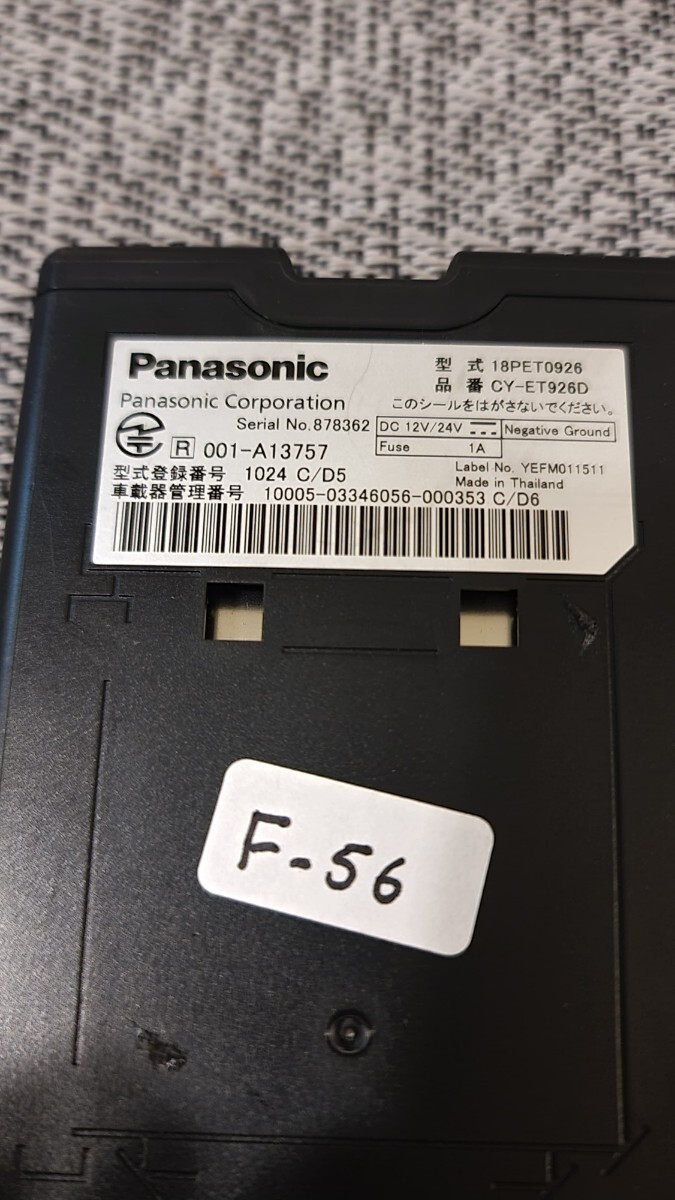 Panasonic
Panasonic Corporation
型 式 18PET0926
品 番 CY-ET926D
このシールをはがさないでください。
Serial No.878362
DC 12V/24V
Negative Ground
Fuse 1A
R 001-A13757
Label No. YEFM011511
Made in Thailand
型式登録番号 1024 C/D5
車載器管理番号 10005-03346056-000353 C/D6
F-56